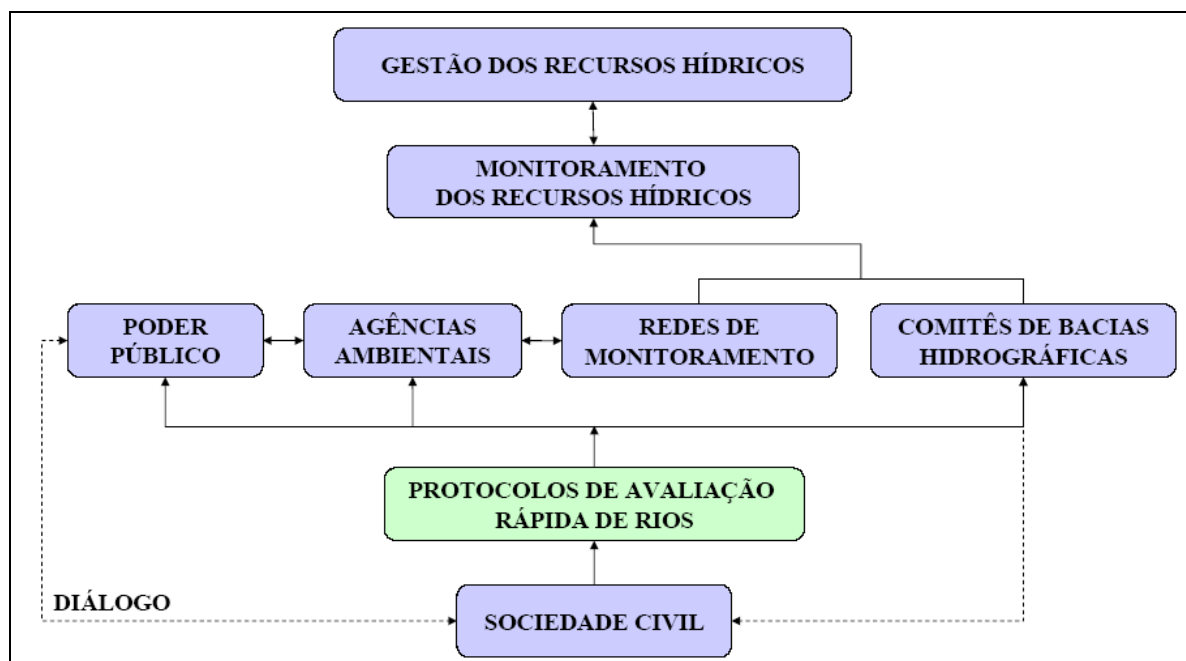 GESTÃO DOS RECURSOS HÍDRICOS
MONITORAMENTO
DOS RECURSOS HÍDRICOS
PODER
PÚBLICO
AGÊNCIAS
AMBIENTAIS
REDES DE
MONITORAMENTO
COMITÊS DE BACIAS
HIDROGRÁFICAS
PROTOCOLOS DE AVALIAÇÃO
RÁPIDA DE RIOS
DIÁLOGO
SOCIEDADE CIVIL